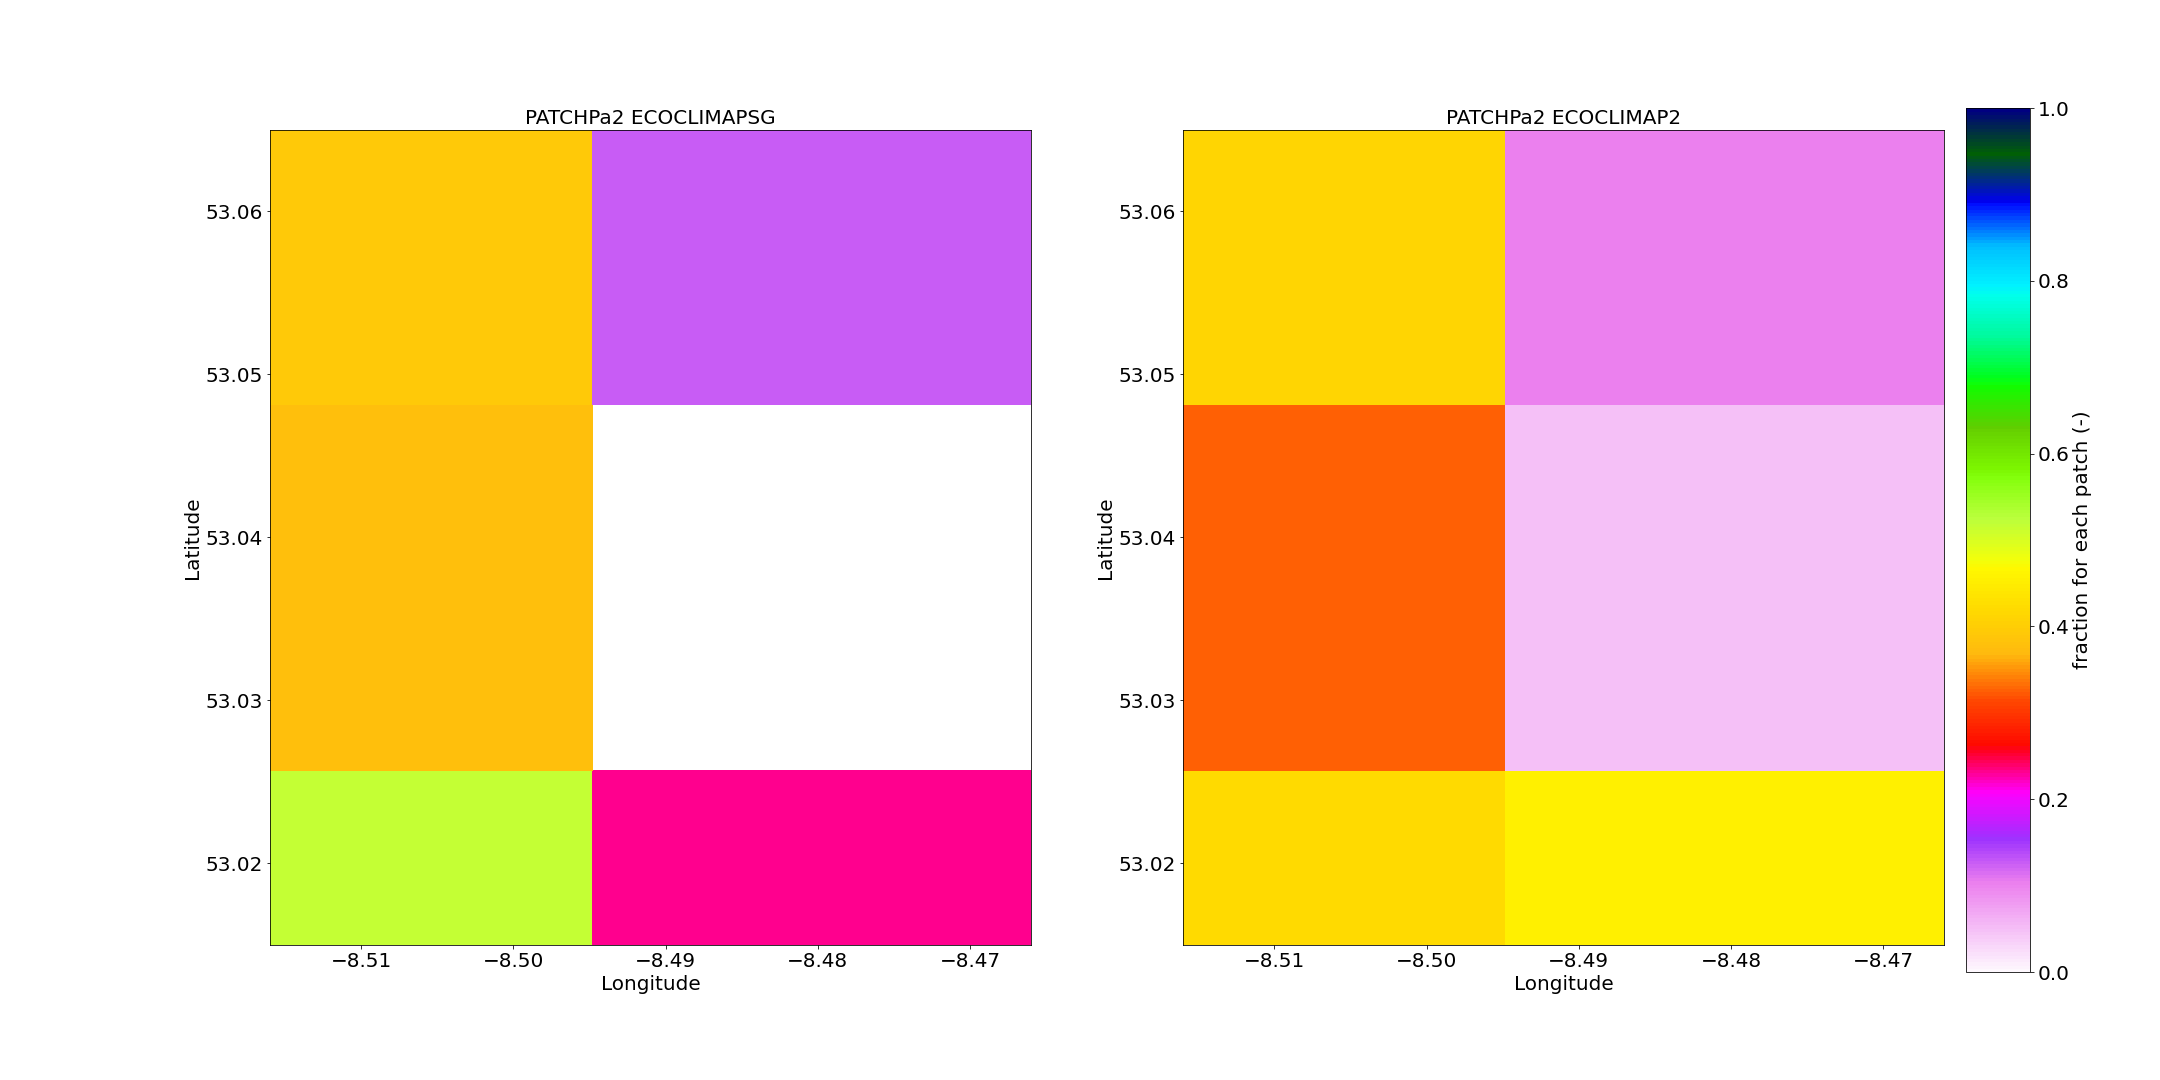 PATCHPa2 ECOCLIMAPSG
53.06
53.05
53.04
53.03
53.02
Latitude
−8.51 −8.50 −8.49 −8.48 −8.47
Longitude
PATCHPa2 ECOCLIMAP2
53.06
53.05
53.04
53.03
53.02
Latitude
−8.51 −8.50 −8.49 −8.48 −8.47
Longitude
1.0
0.8
0.6
0.4
0.2
0.0
fraction for each patch (-)